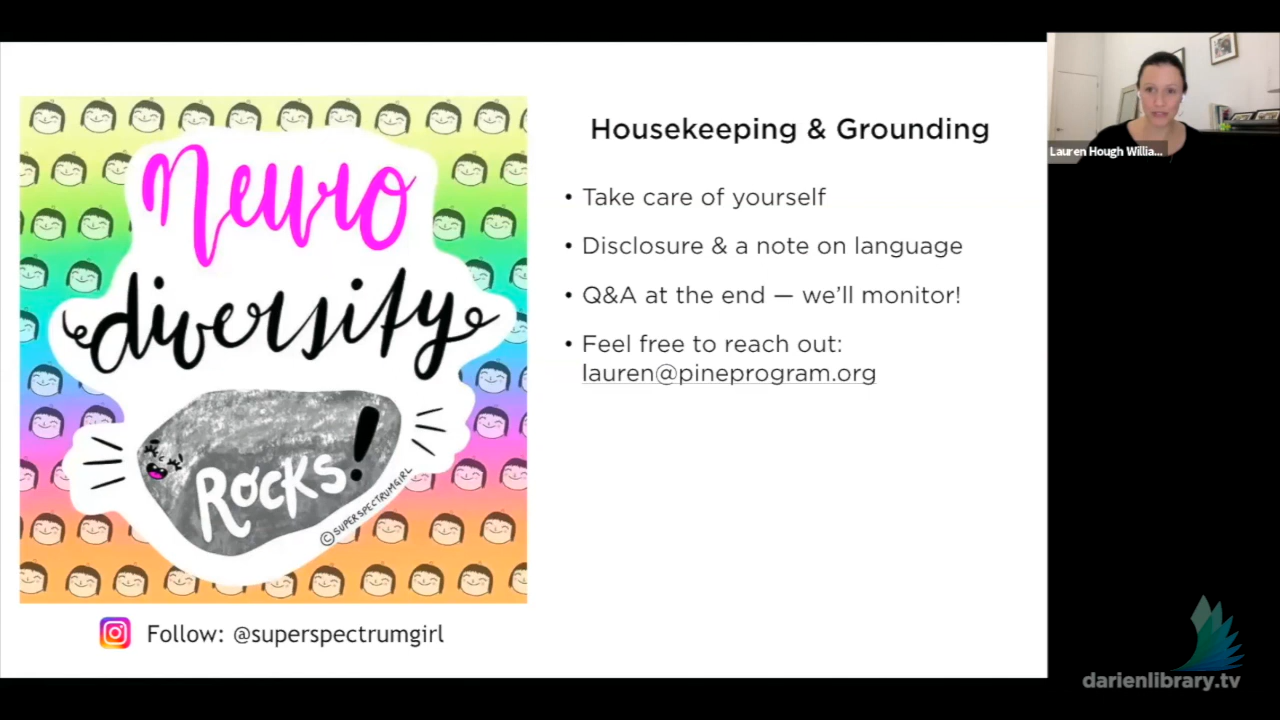 Neuro
diversity
Rocks!
©SUPERSPECTRUMGIRL
Follow: @superspectrumgirl
Housekeeping & Grounding
• Take care of yourself
• Disclosure & a note on language
• Q&A at the end — we'll monitor!
• Feel free to reach out:
lauren@pineprogram.org
Lauren Hough Willia...
darienlibrary.tv